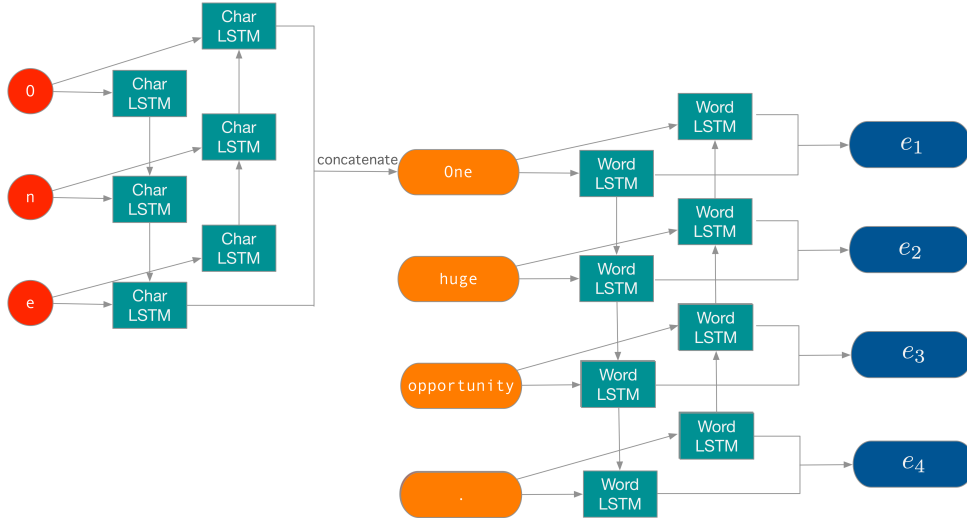 Char
LSTM
O
Char
LSTM
n
Char
LSTM
Char
LSTM
e
Char
LSTM
Char
LSTM
concatenate
One
Word
LSTM
Word
LSTM
e1
huge
Word
LSTM
Word
LSTM
e2
opportunity
Word
LSTM
Word
LSTM
e3
.
Word
LSTM
Word
LSTM
e4